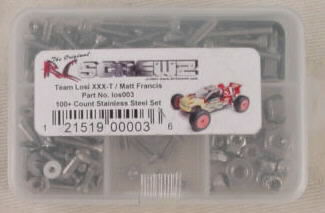 The Original
RC SCREWZ
Team Losi XXX-T / Matt Francis
Part No. los003
100+ Count Stainless Steel Set
1 21519 00003 6